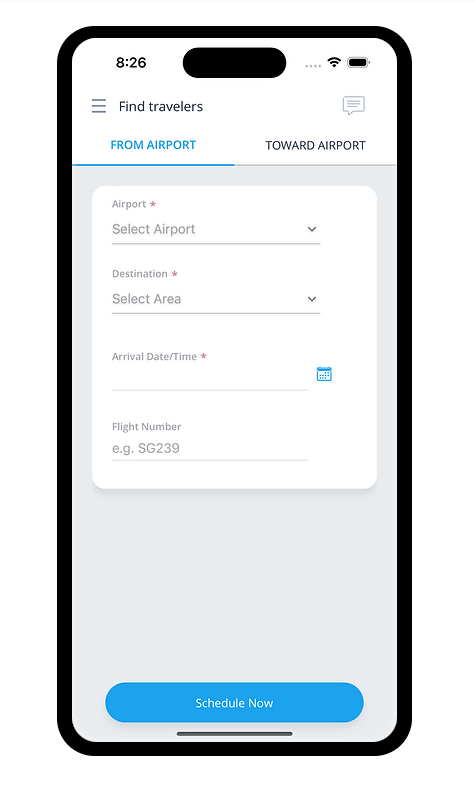 8:26
Find travelers
FROM AIRPORT TOWARD AIRPORT
Airport *
Select Airport
Destination *
Select Area
Arrival Date/Time *
Flight Number
e.g. SG239
Schedule Now